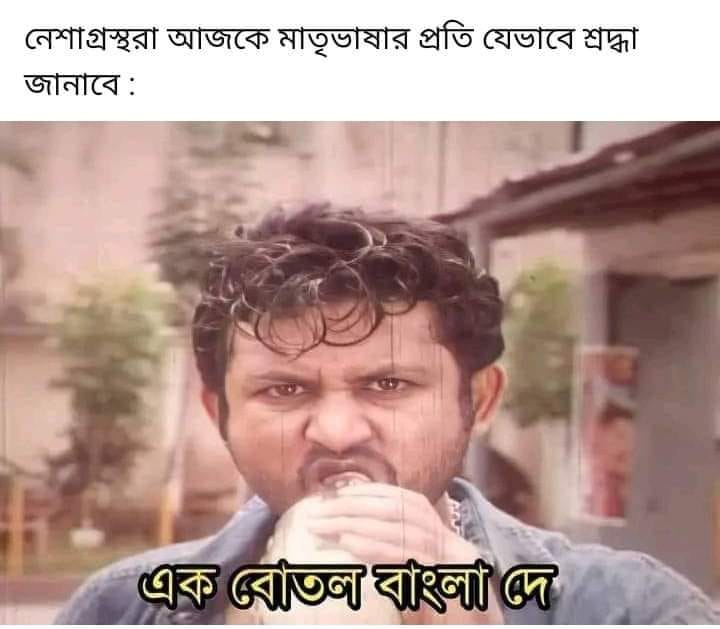 নেশাগ্রস্থরা আজকে মাতৃভাষার প্রতি যেভাবে শ্রদ্ধা
জানাবে :
এক বোতল বাংলা দে